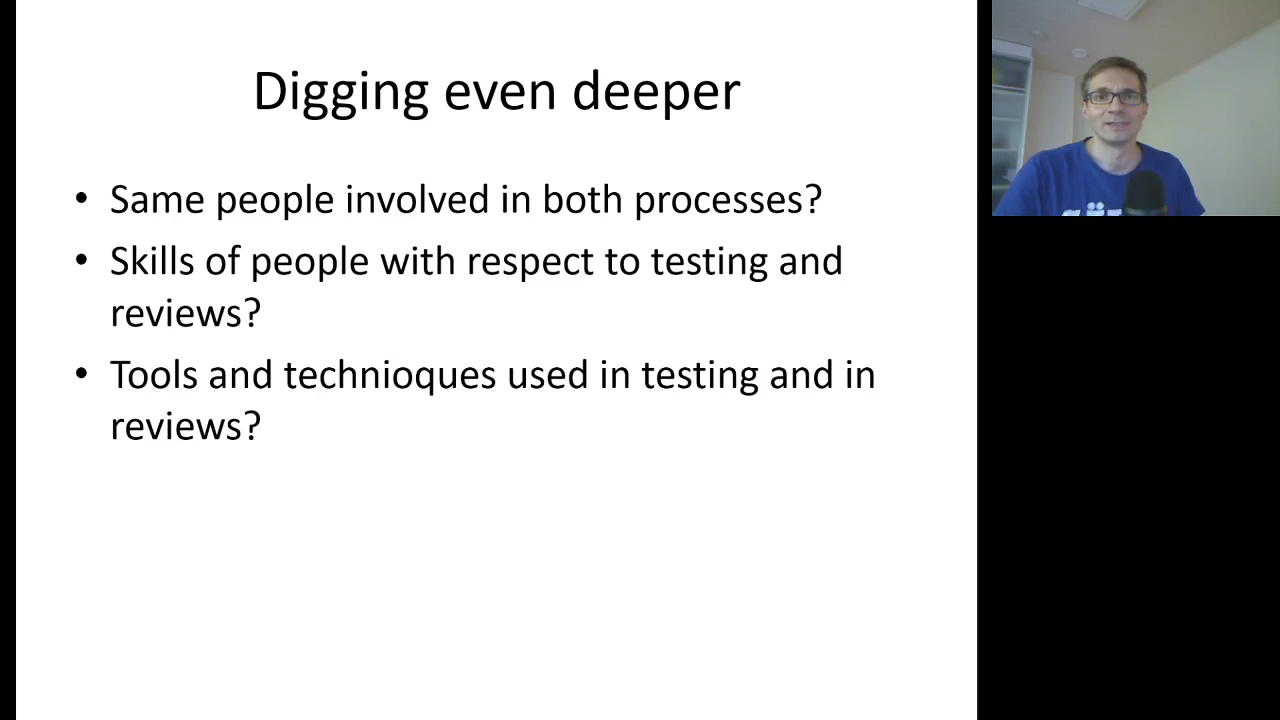 Digging even deeper
• Same people involved in both processes?
• Skills of people with respect to testing and
reviews?
• Tools and technioques used in testing and in
reviews?